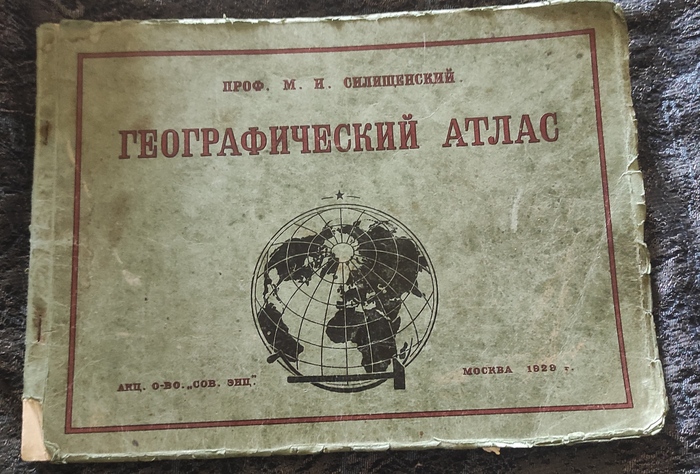 ПРОФ. М. И. СИЛИЩЕНСКИЙ.
ГЕОГРАФИЧЕСКИЙ АТЛАС
АКЦ. О-ВО. „СОВ. ЭНЦ."
МОСКВА 1929 г.